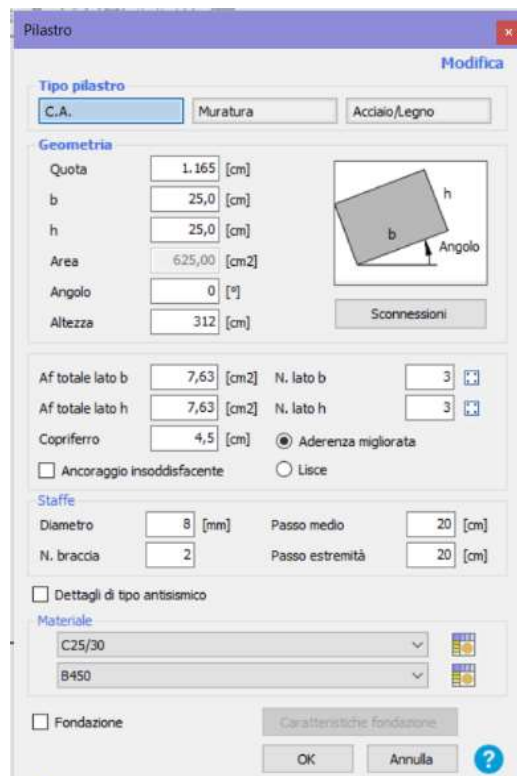 Pilastro
Modifica
Tipo pilastro
C.A. Muratura Acciaio/Legno
Geometria
Quota 1.165 [cm]
b 25,0 [cm]
h 25,0 [cm]
Area 625,00 [cm2]
Angolo 0 [°]
Altezza 312 [cm]
h
b
Angolo
Sconnessioni
Af totale lato b 7,63 [cm2] N. lato b 3
Af totale lato h 7,63 [cm2] N. lato h 3
Copriferro 4,5 [cm] Aderenza migliorata
Ancoraggio insoddisfacente Lisce
Staffe
Diametro 8 [mm] Passo medio 20 [cm]
N. braccia 2 Passo estremità 20 [cm]
Dettagli di tipo antisismico
Materiale
C25/30
B450
Fondazione Caratteristiche fondazione
OK Annulla ?